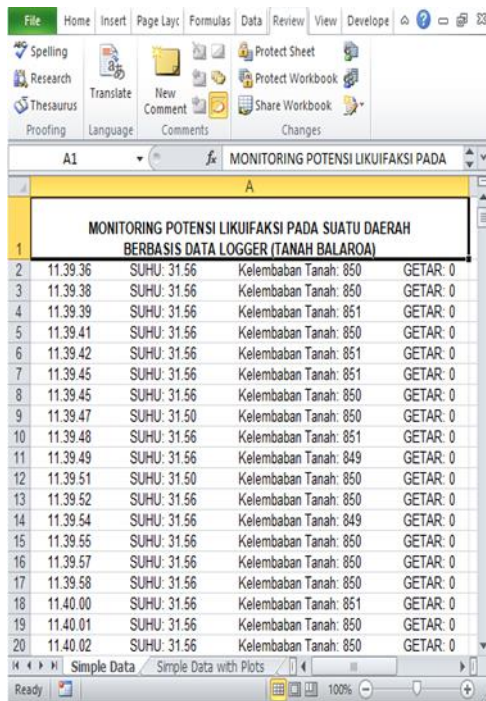 File Home Insert Page Layc Formulas Data Review View Develope
Spelling
Research
Thesaurus
Proofing
Translate
Language
New Comment
Comments
Protect Sheet
Protect Workbook
Share Workbook
Changes
A1 fx MONITORING POTENSI LIKUIFAKSI PADA
A
1 MONITORING POTENSI LIKUIFAKSI PADA SUATU DAERAH
BERBASIS DATA LOGGER (TANAH BALAROA)
2 11.39.36 SUHU: 31.56 Kelembaban Tanah: 850 GETAR: 0
3 11.39.38 SUHU: 31.56 Kelembaban Tanah: 850 GETAR: 0
4 11.39.39 SUHU: 31.56 Kelembaban Tanah: 851 GETAR: 0
5 11.39.41 SUHU: 31.56 Kelembaban Tanah: 850 GETAR: 0
6 11.39.42 SUHU: 31.56 Kelembaban Tanah: 851 GETAR: 0
7 11.39.45 SUHU: 31.56 Kelembaban Tanah: 851 GETAR: 0
8 11.39.45 SUHU: 31.56 Kelembaban Tanah: 850 GETAR: 0
9 11.39.47 SUHU: 31.50 Kelembaban Tanah: 850 GETAR: 0
10 11.39.48 SUHU: 31.56 Kelembaban Tanah: 851 GETAR: 0
11 11.39.49 SUHU: 31.56 Kelembaban Tanah: 849 GETAR: 0
12 11.39.51 SUHU: 31.50 Kelembaban Tanah: 850 GETAR: 0
13 11.39.52 SUHU: 31.56 Kelembaban Tanah: 850 GETAR: 0
14 11.39.54 SUHU: 31.56 Kelembaban Tanah: 849 GETAR: 0
15 11.39.55 SUHU: 31.56 Kelembaban Tanah: 850 GETAR: 0
16 11.39.57 SUHU: 31.56 Kelembaban Tanah: 850 GETAR: 0
17 11.39.58 SUHU: 31.56 Kelembaban Tanah: 850 GETAR: 0
18 11.40.00 SUHU: 31.56 Kelembaban Tanah: 851 GETAR: 0
19 11.40.01 SUHU: 31.56 Kelembaban Tanah: 850 GETAR: 0
20 11.40.02 SUHU: 31.56 Kelembaban Tanah: 850 GETAR: 0
Simple Data Simple Data with Plots
Ready 100%